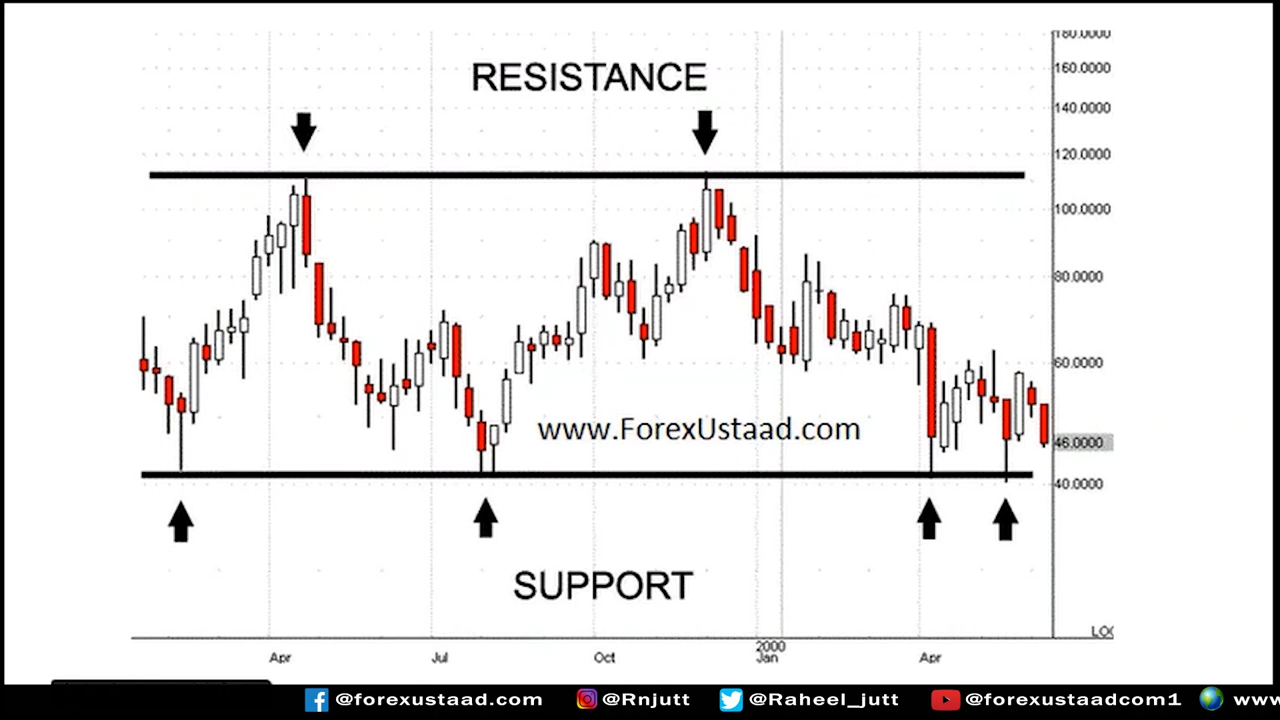 180.0000
RESISTANCE
160.0000
140.0000
120.0000
100.0000
80.0000
60.0000
www.ForexUstaad.com
46.0000
40.0000
SUPPORT
LOG
2000
Apr Jul Oct Jan Apr
@forexustaad.com @Rnjutt @Raheel_jutt @forexustaadcom1